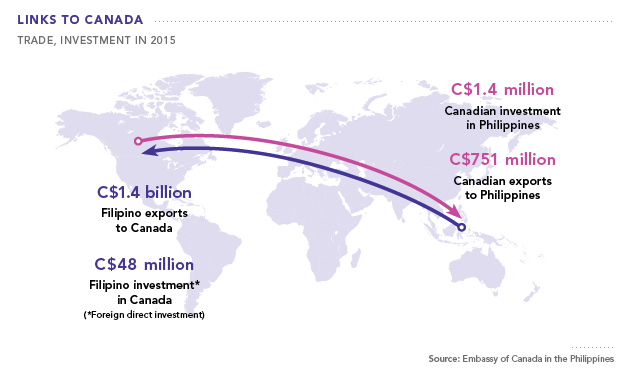 LINKS TO CANADA
TRADE, INVESTMENT IN 2015
C$1.4 million
Canadian investment
in Philippines
C$751 million
Canadian exports
to Philippines
C$1.4 billion
Filipino exports
to Canada
C$48 million
Filipino investment*
in Canada
(*Foreign direct investment)
Source: Embassy of Canada in the Philippines